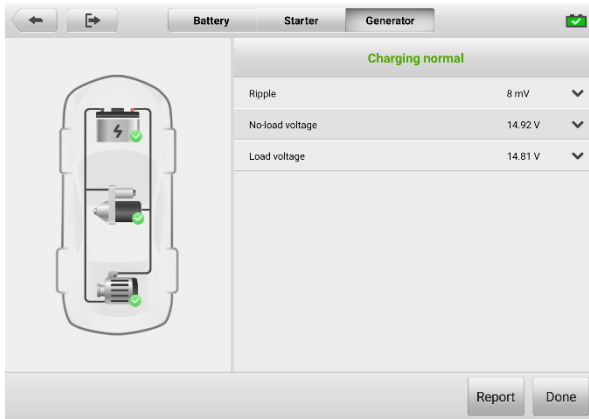 Battery Starter Generator
Charging normal
Ripple 8 mV
No-load voltage 14.92 V
Load voltage 14.81 V
Report Done